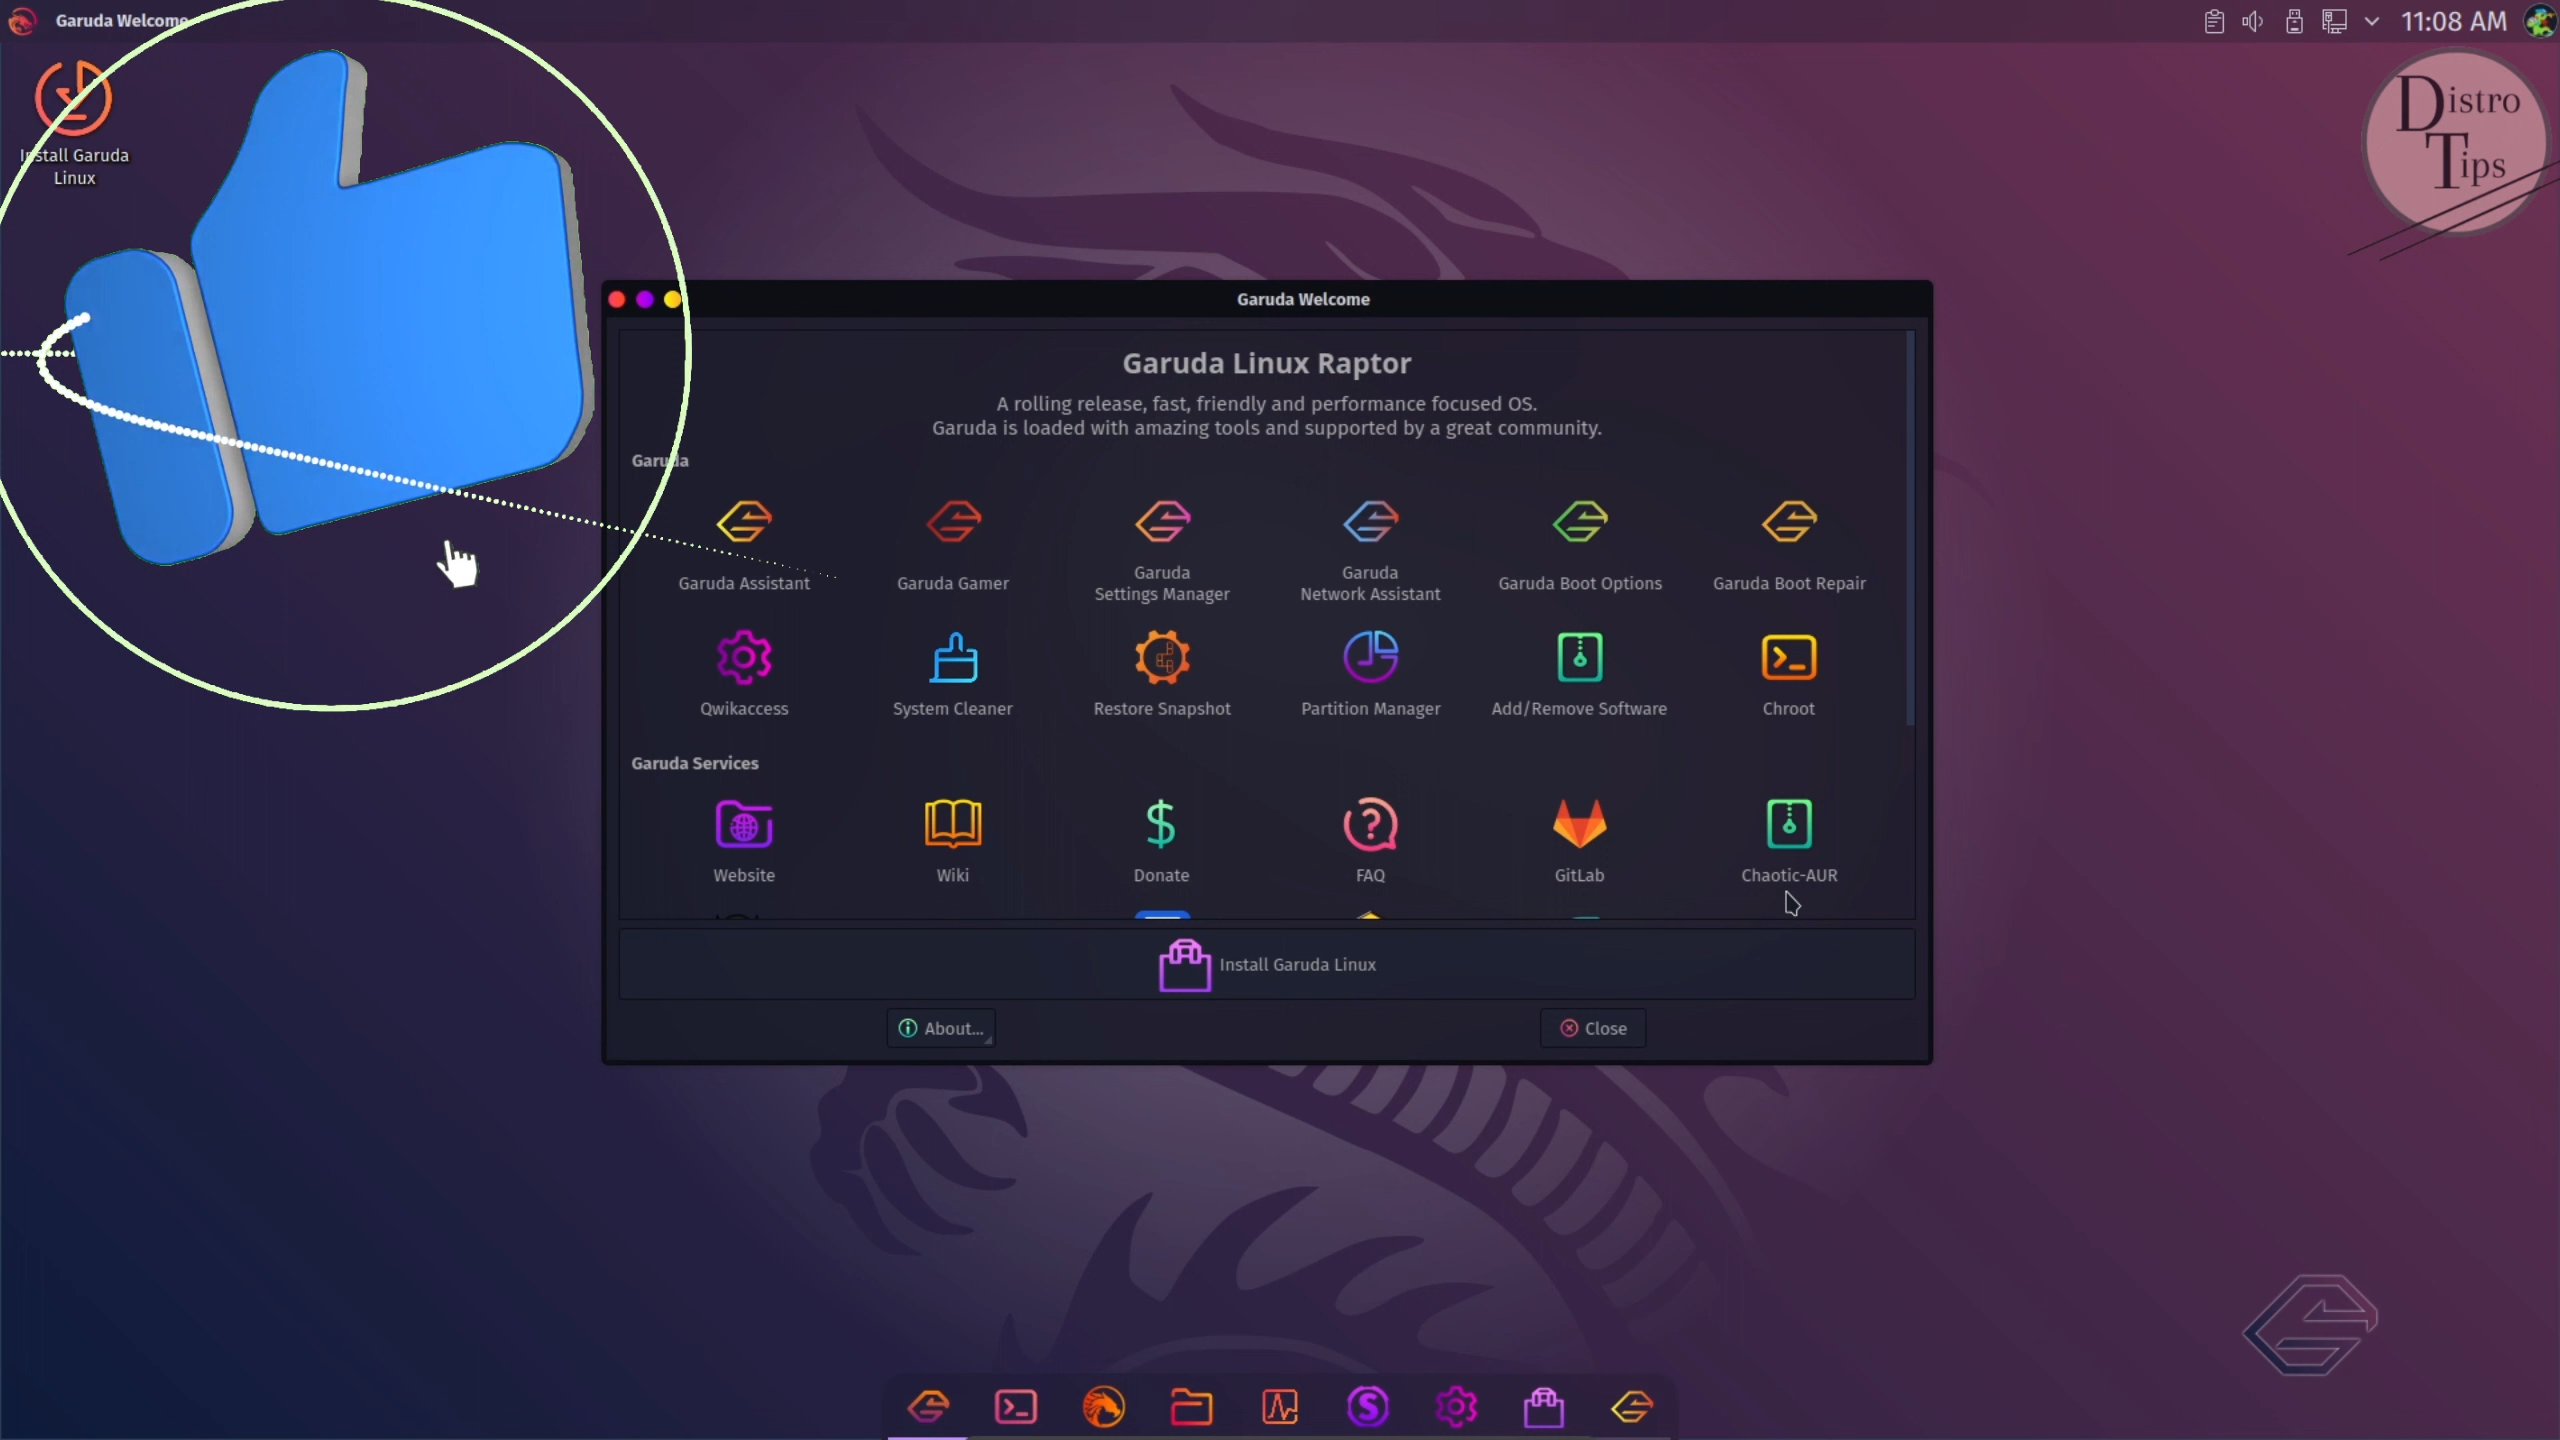 Garuda Welcome
11:08 AM
Install Garuda
Linux
Distro
Tips
Garuda Welcome
Garuda Linux Raptor
A rolling release, fast, friendly and performance focused OS.
Garuda is loaded with amazing tools and supported by a great community.
Garuda
Garuda Assistant
Garuda Gamer
Garuda
Settings Manager
Garuda
Network Assistant
Garuda Boot Options
Garuda Boot Repair
Qwikaccess
System Cleaner
Restore Snapshot
Partition Manager
Add/Remove Software
Chroot
Garuda Services
Website
Wiki
Donate
FAQ
GitLab
Chaotic-AUR
Install Garuda Linux
About...
Close